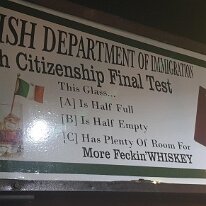 ISH DEPARTMENT OF IMMIGRATION
h Citizenship Final Test
This Glass...
[A] Is Half Full
[B] Is Half Empty
[C] Has Plenty Of Room For
More Feckin'WHISKEY